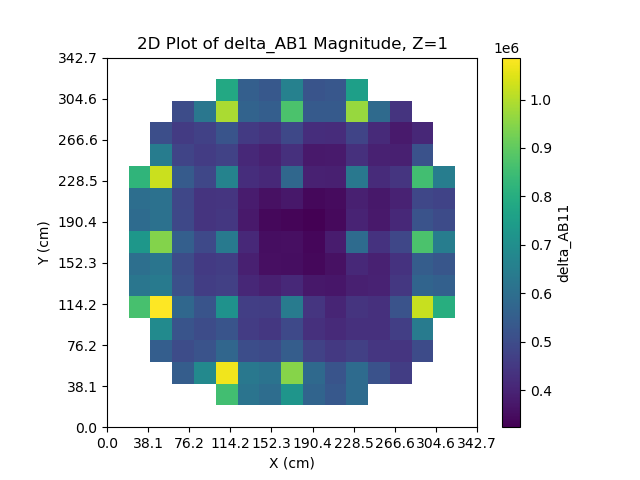 2D Plot of delta_AB1 Magnitude, Z=1
1e6
342.7
304.6
266.6
228.5
190.4
152.3
114.2
76.2
38.1
0.0
Y (cm)
0.0 38.1 76.2 114.2 152.3 190.4 228.5 266.6 304.6 342.7
X (cm)
1.0
0.9
0.8
0.7
0.6
0.5
0.4
delta_AB11